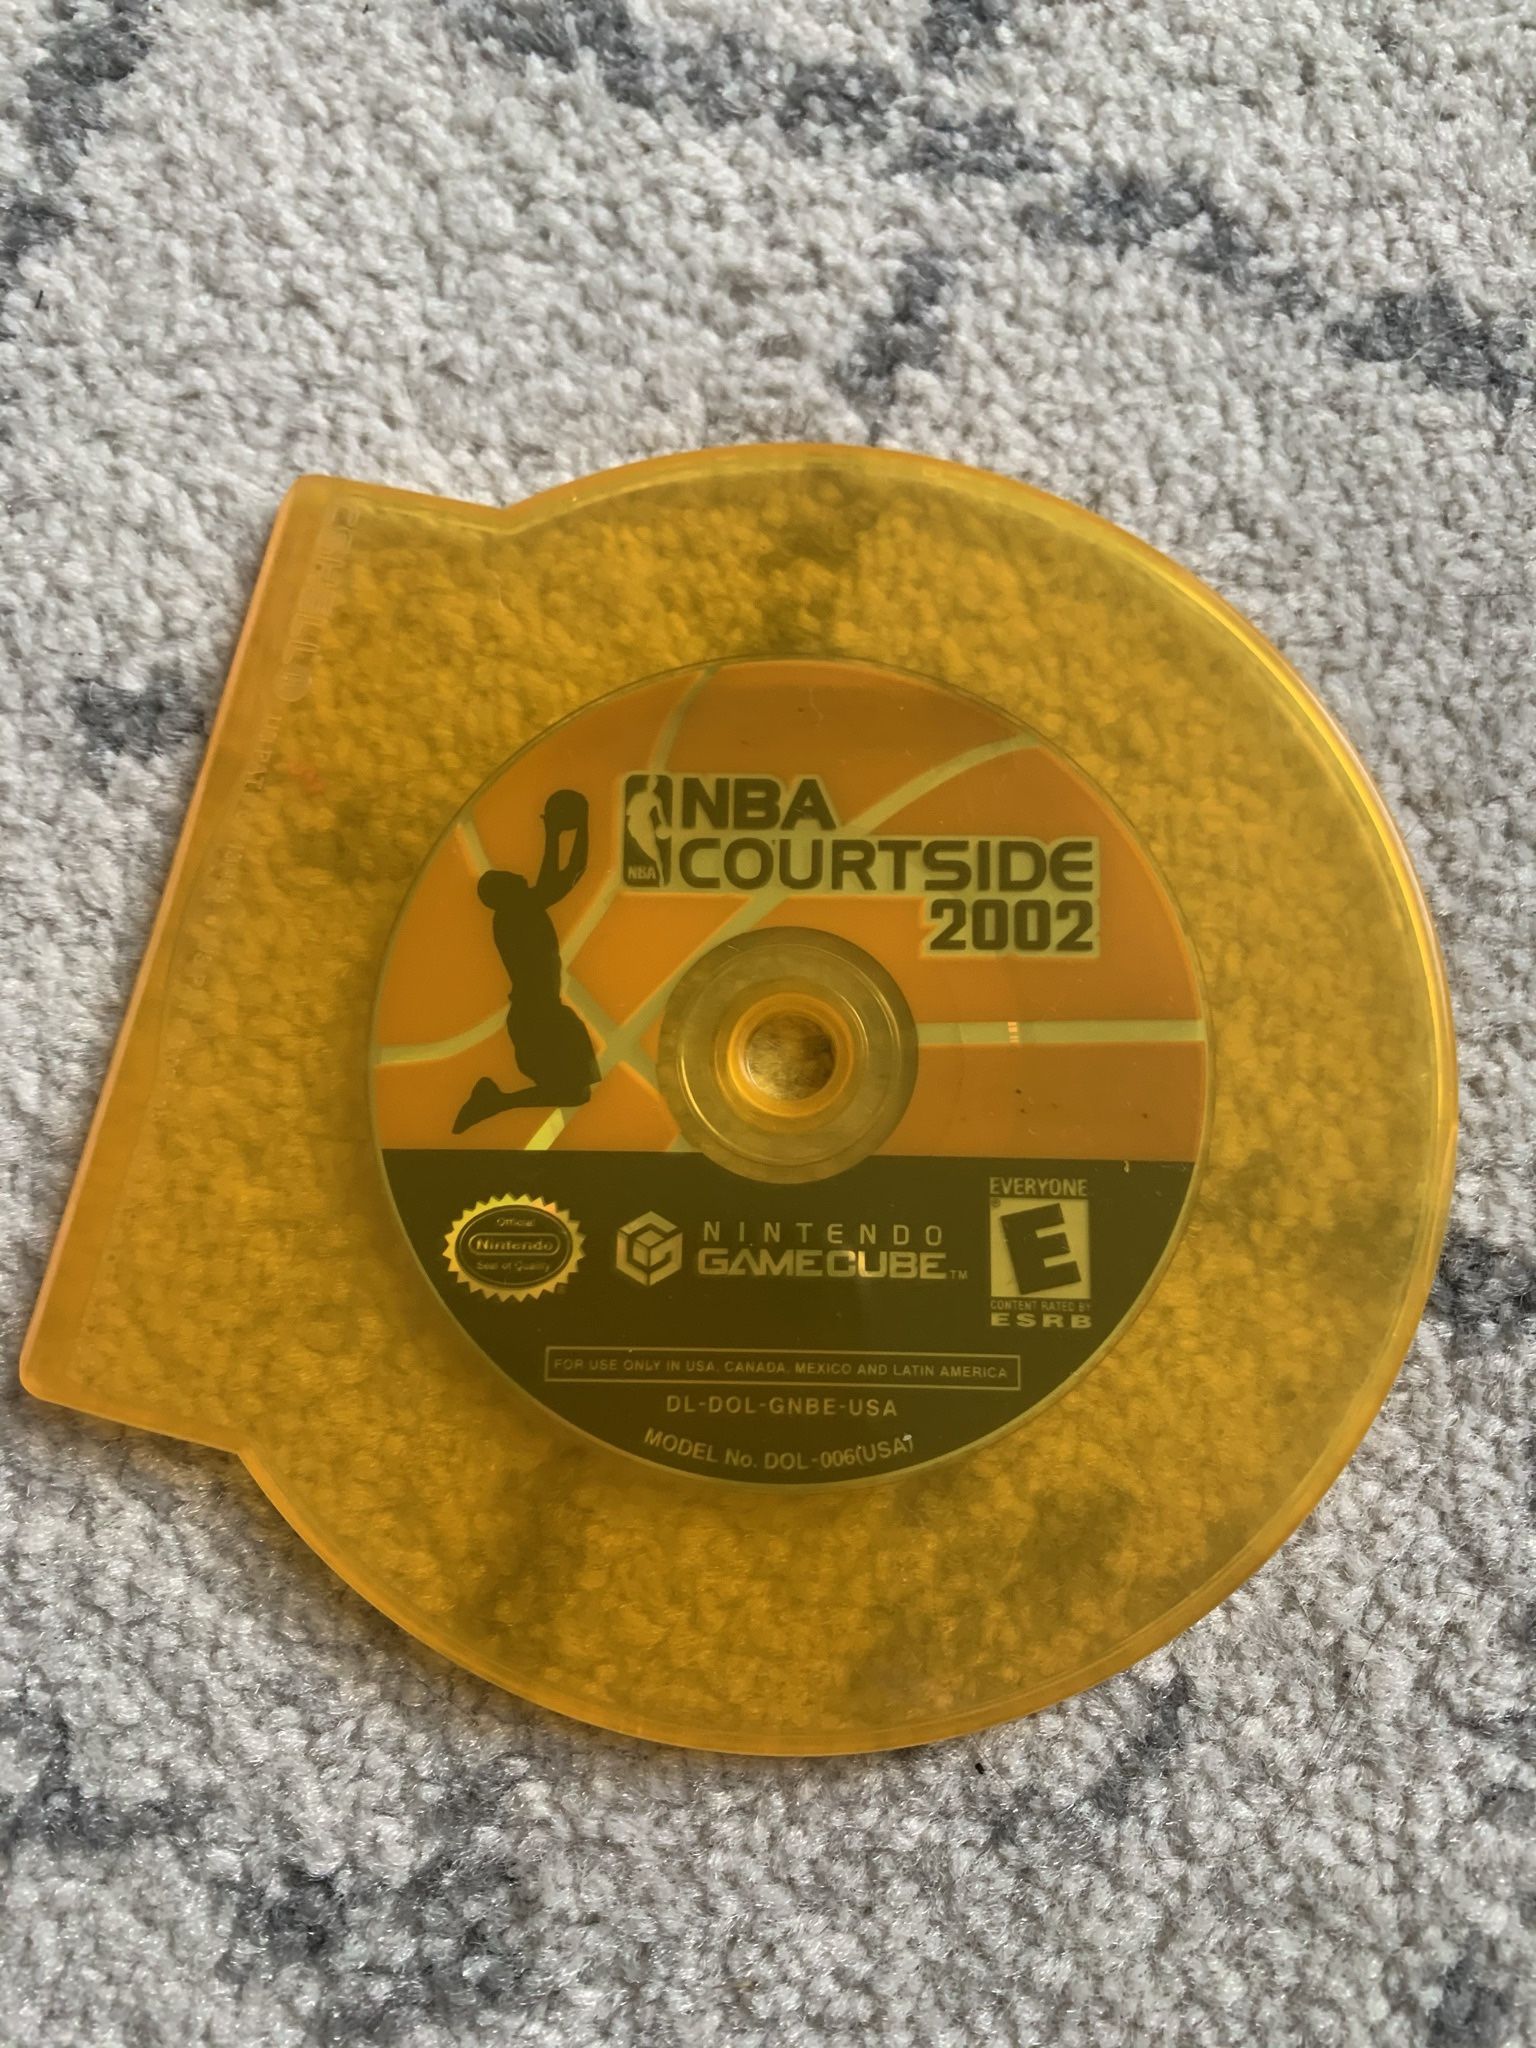 NBA
COURTSIDE
2002
NBA
Official
Nintendo
Seal of Quality
NINTENDO
GAMECUBE™
EVERYONE
E
CONTENT RATED BY
ESRB
FOR USE ONLY IN USA, CANADA, MEXICO AND LATIN AMERICA
DL-DOL-GNBE-USA
MODEL No. DOL-006(USA)